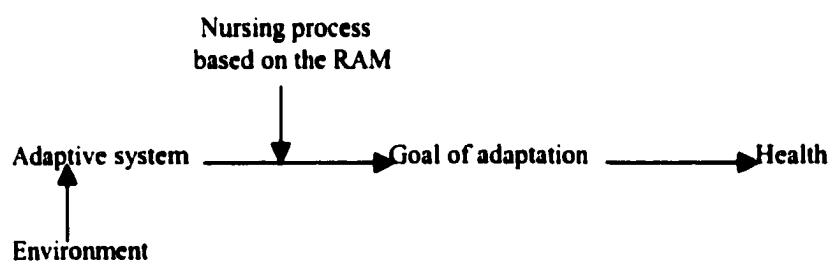 Nursing process
based on the RAM
Adaptive system Goal of adaptation Health
Environment